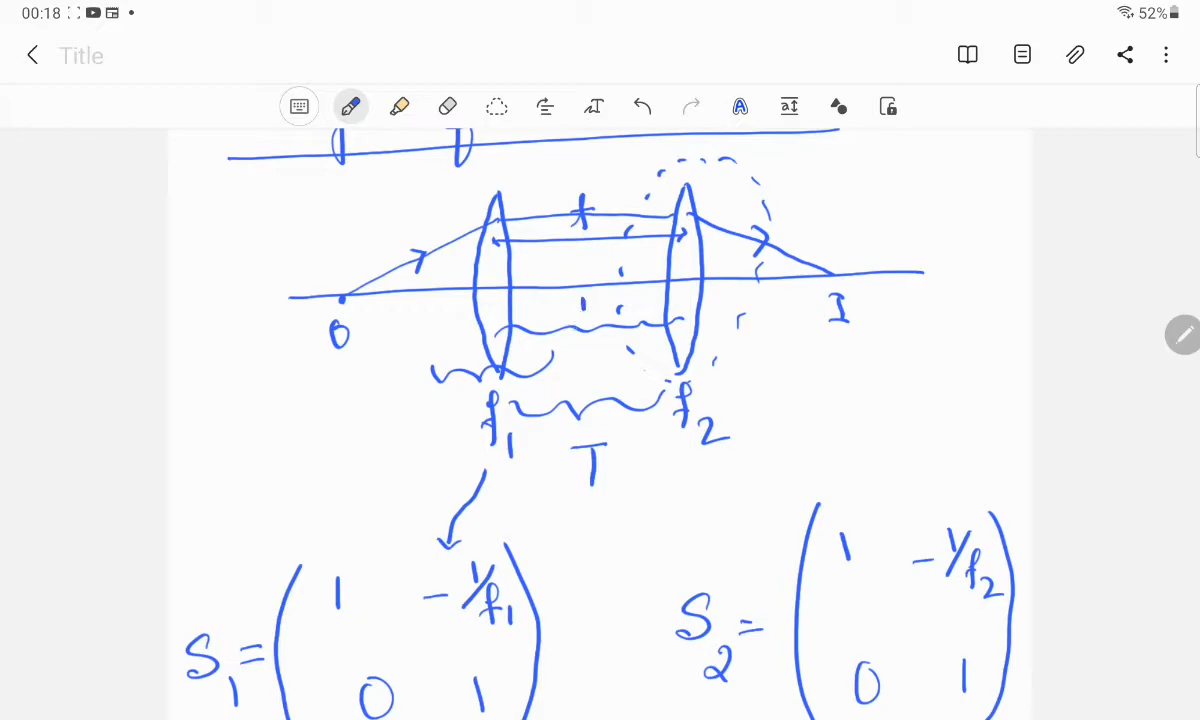 00:18 52%
Title
t
O I
f₁ f₂
T
S₁ = ( 1 -1/f₁
0 1
S₂ = ( 1 -1/f₂ )
0 1